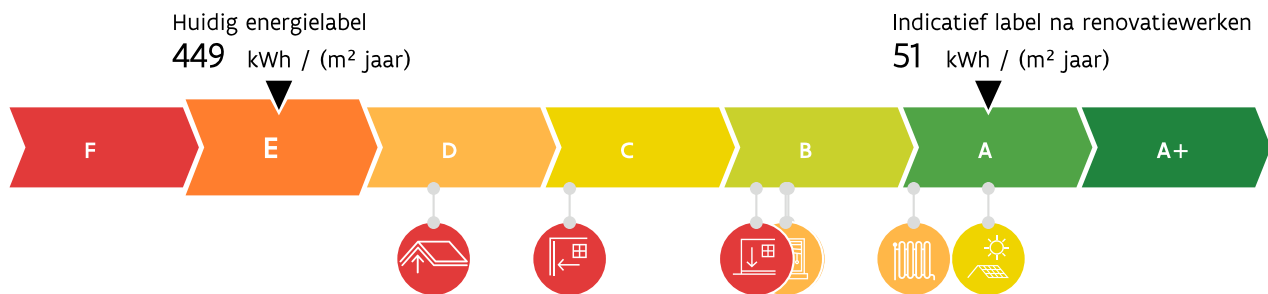 Huidig energielabel
449 kWh / (m² jaar)
Indicatief label na renovatiewerken
51 kWh / (m² jaar)
F E D C B A A+